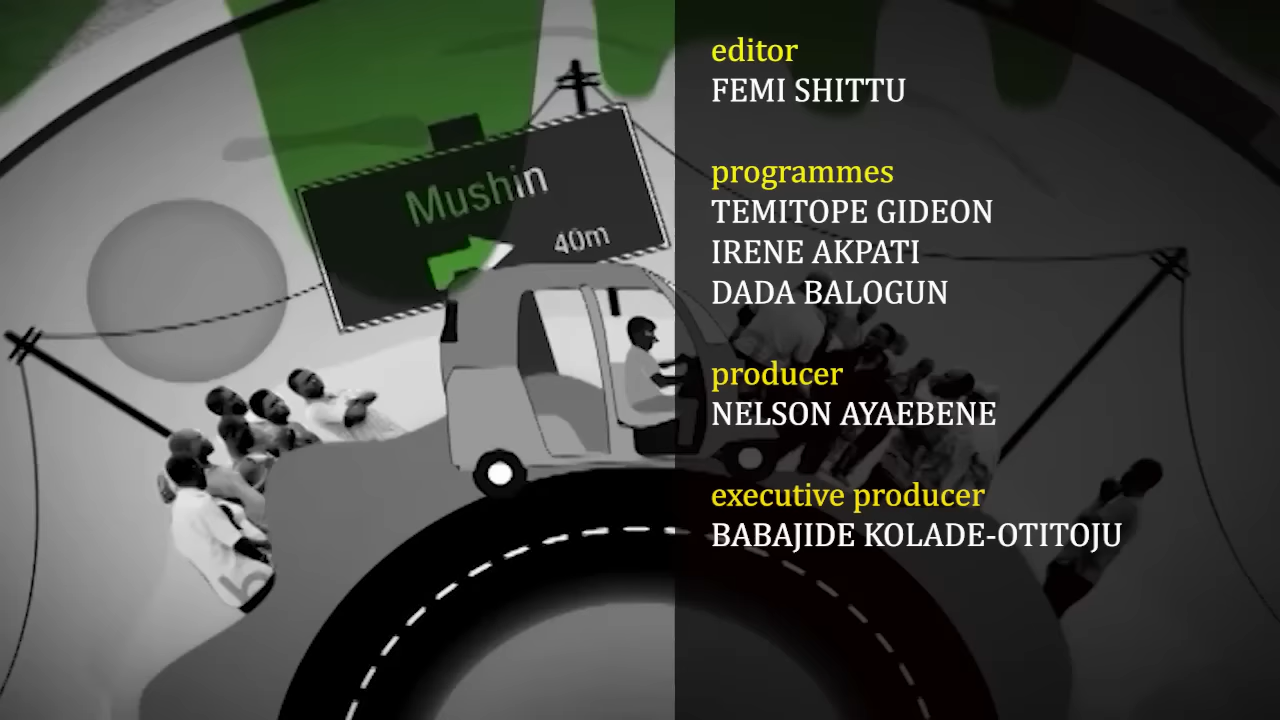 Mushin
40m
editor
FEMI SHITTU
programmes
TEMITOPE GIDEON
IRENE AKPATI
DADA BALOGUN
producer
NELSON AYAEBENE
executive producer
BABAJIDE KOLADE-OTITOJU